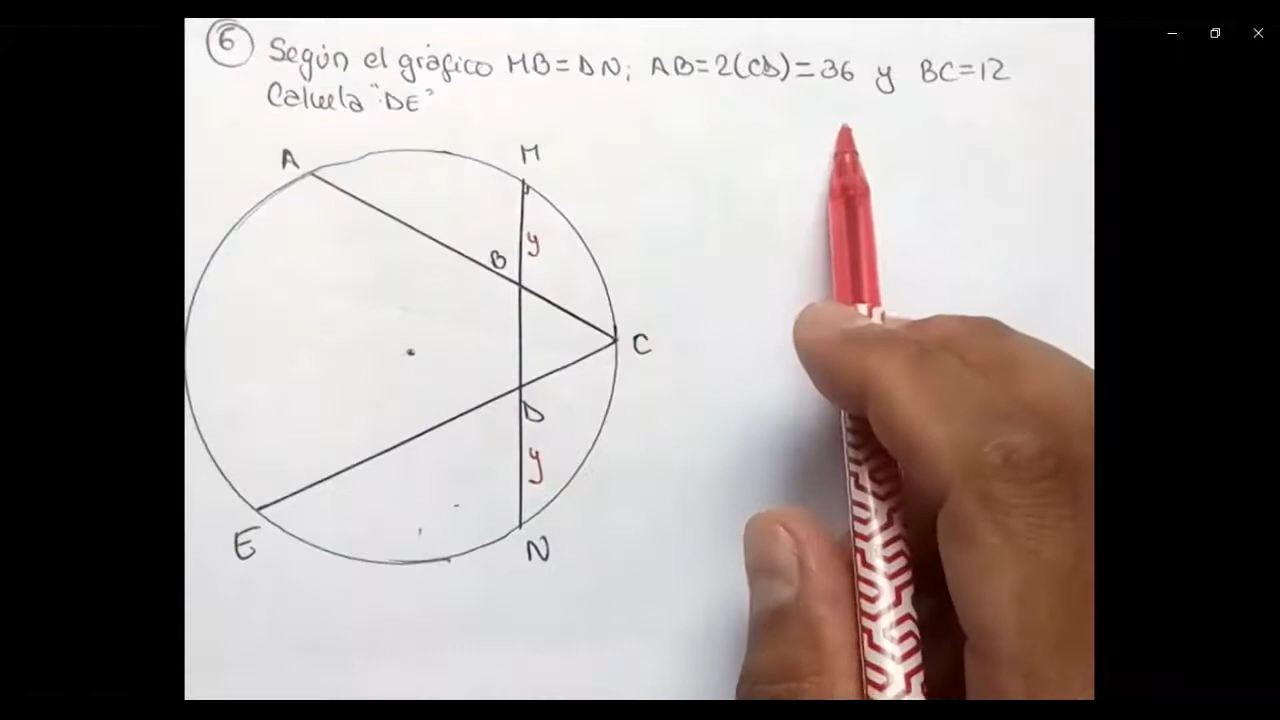 6 Según el gráfico MB=DN; AB=2(CD)=36 y BC=12
Calcula "DE"
A
M
y
B
C
D
y
E
N